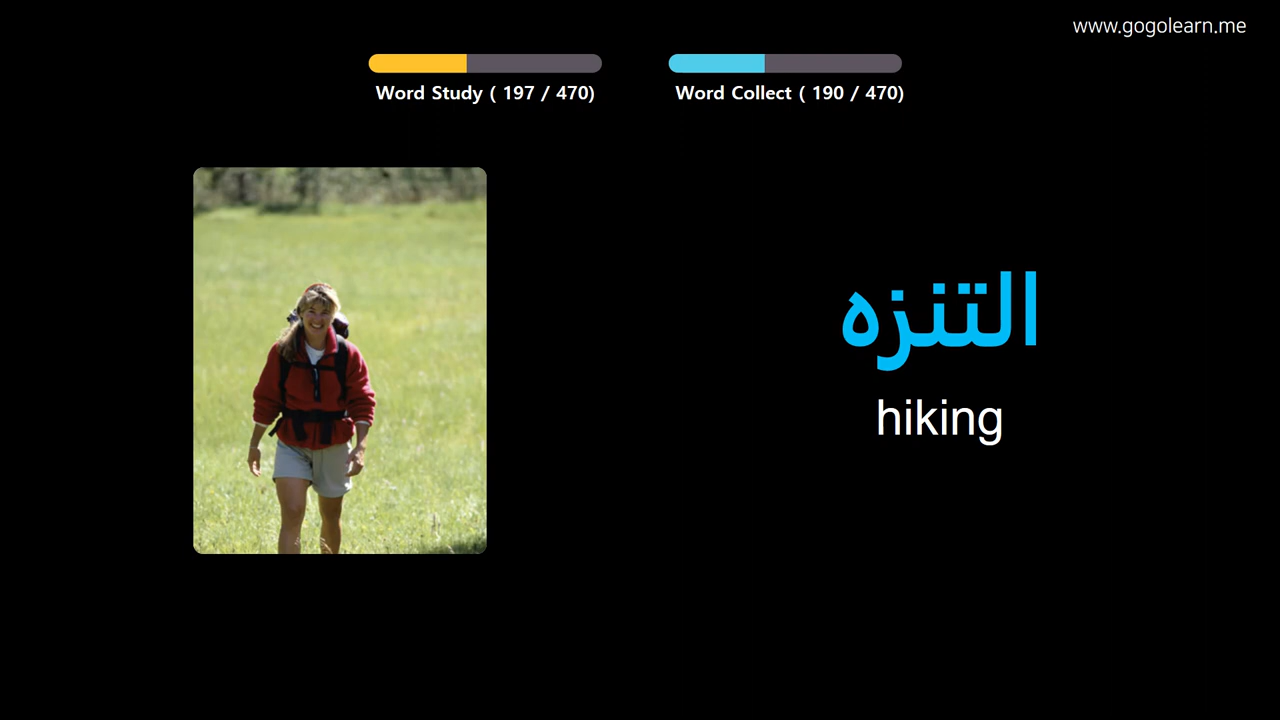 www.gogolearn.me
Word Study ( 197 / 470)
Word Collect ( 190 / 470)
التنزه
hiking